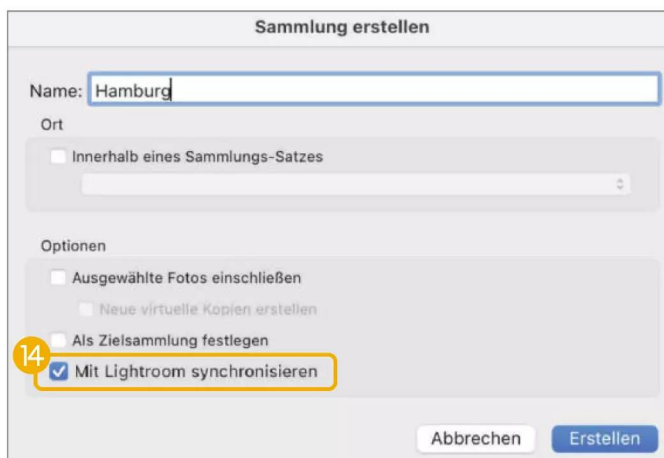 Sammlung erstellen
Name: Hamburg
Ort
Innerhalb eines Sammlungs-Satzes
Optionen
Ausgewählte Fotos einschließen
Neue virtuelle Kopien erstellen
Als Zielsammlung festlegen
14
Mit Lightroom synchronisieren
Abbrechen Erstellen